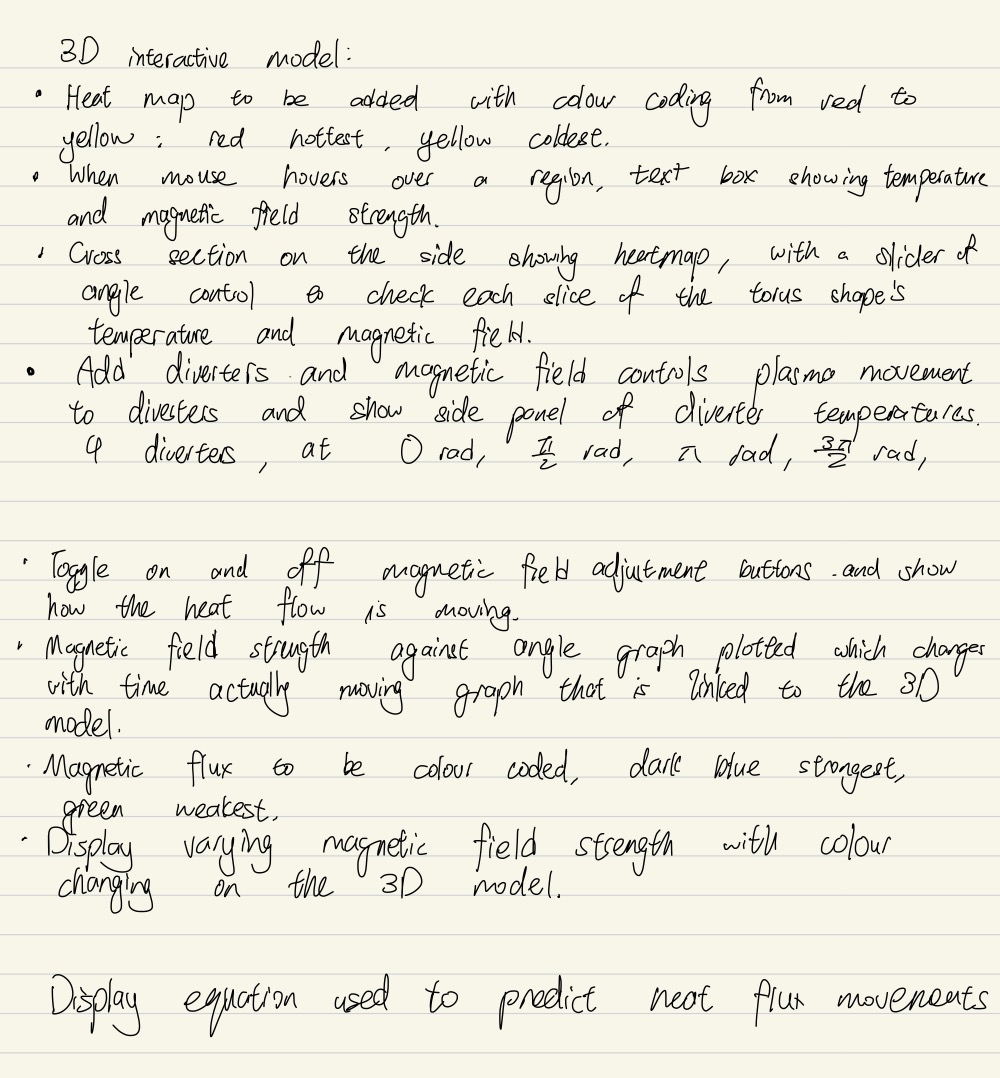 3D interactive model:
• Heat map to be added with colour coding from red to
yellow : red hottest, yellow coldest.
• When mouse hovers over a region, text box showing temperature
and magnetic field strength.
• Cross section on the side showing heatmap, with a slider of
angle control to check each slice of the torus shape's
temperature and magnetic field.
• Add diverters and magnetic field controls plasma movement
to diverters and show side panel of diverter temperatures.
4 diverters, at 0 rad, π/2 rad, π rad, 3π/2 rad,
• Toggle on and off magnetic field adjustment buttons and show
how the heat flow is moving.
• Magnetic field strength against angle graph plotted which changes
with time actually moving graph that is linked to the 3D
model.
• Magnetic flux to be colour coded, dark blue strongest,
green weakest.
• Display varying magnetic field strength with colour
changing on the 3D model.
Display equation used to predict heat flux movements